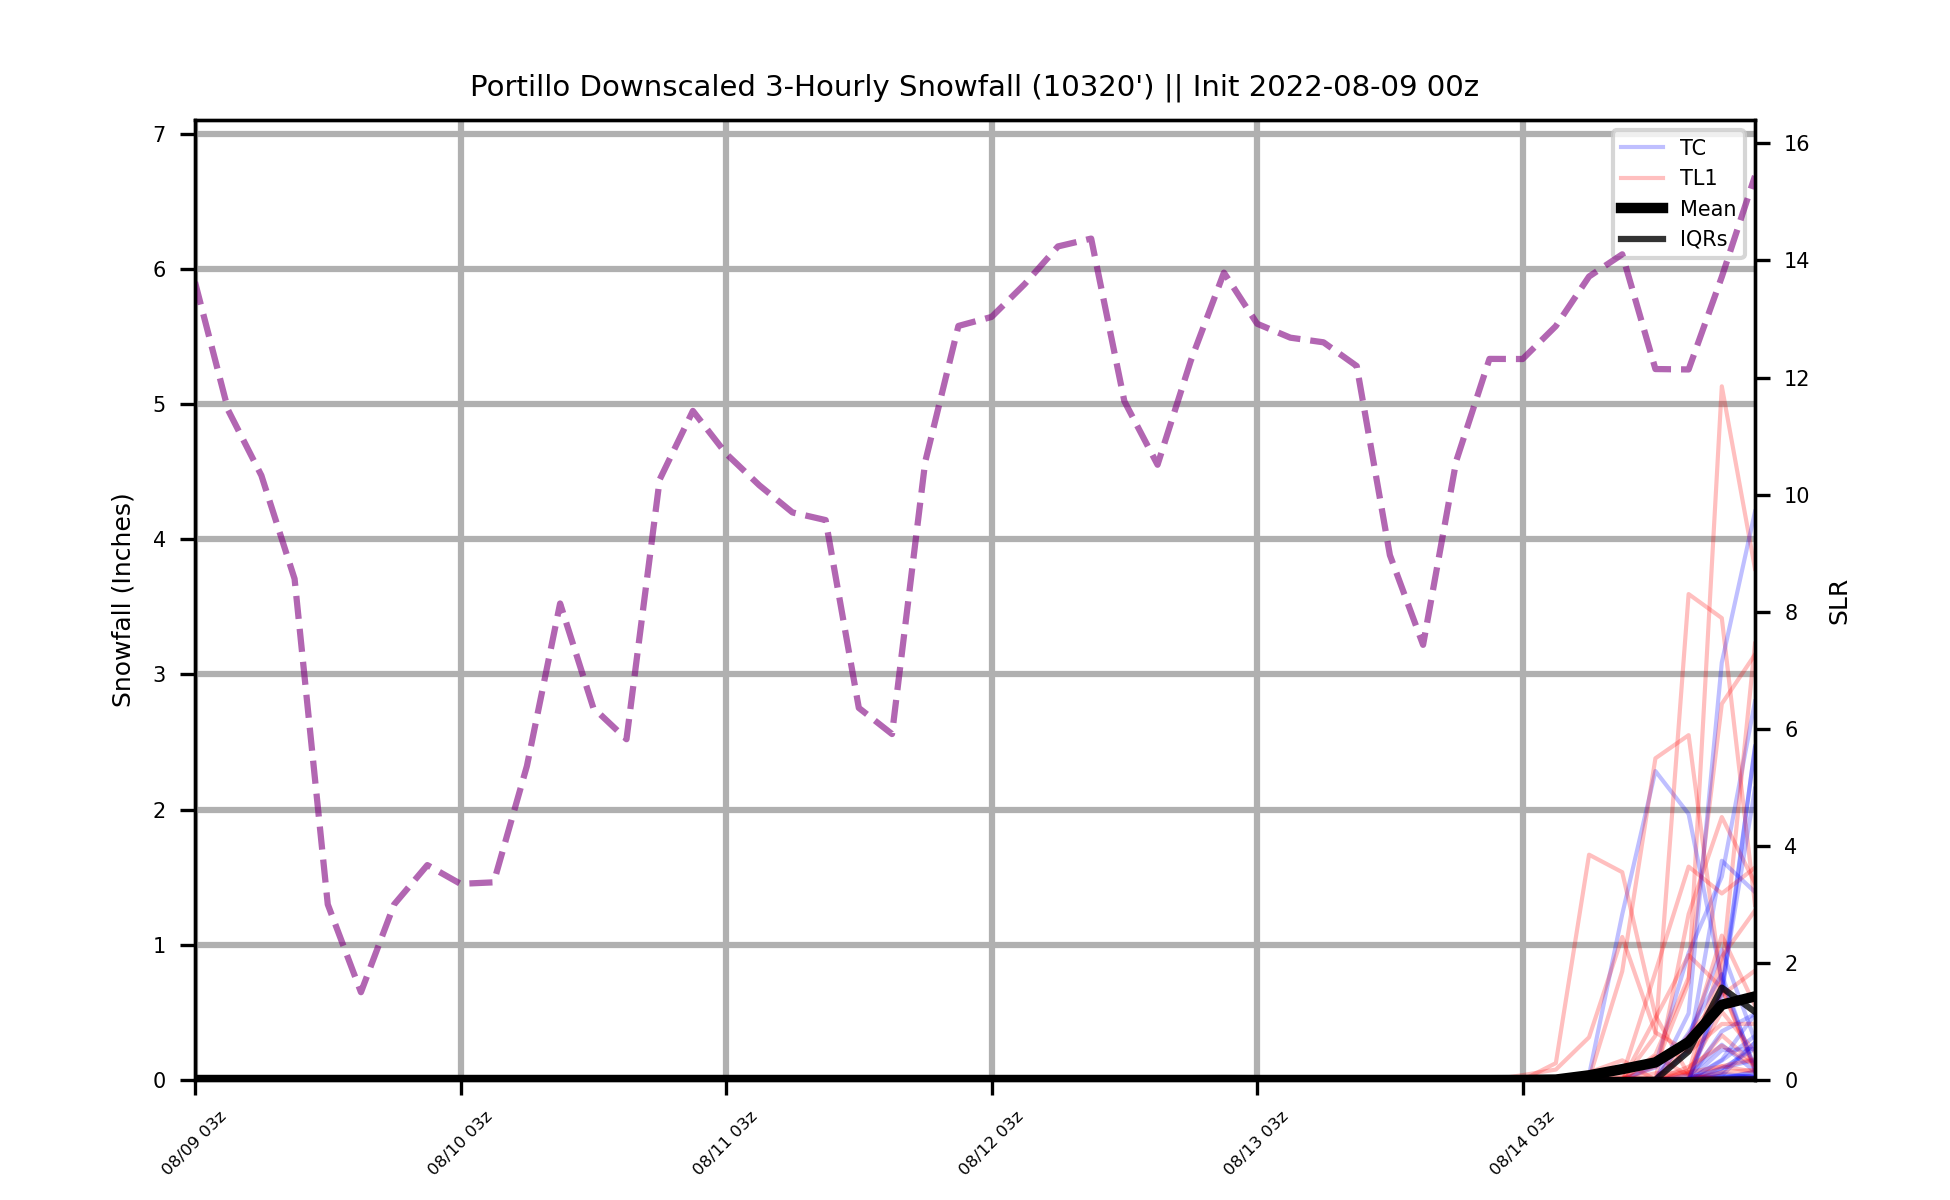 Portillo Downscaled 3-Hourly Snowfall (10320') || Init 2022-08-09 00z
7
6
5
4
3
2
1
0
Snowfall (Inches)
TC
TL1
Mean
IQRs
16
14
12
10
8
6
4
2
0
SLR
08/09 03z
08/10 03z
08/11 03z
08/12 03z
08/13 03z
08/14 03z